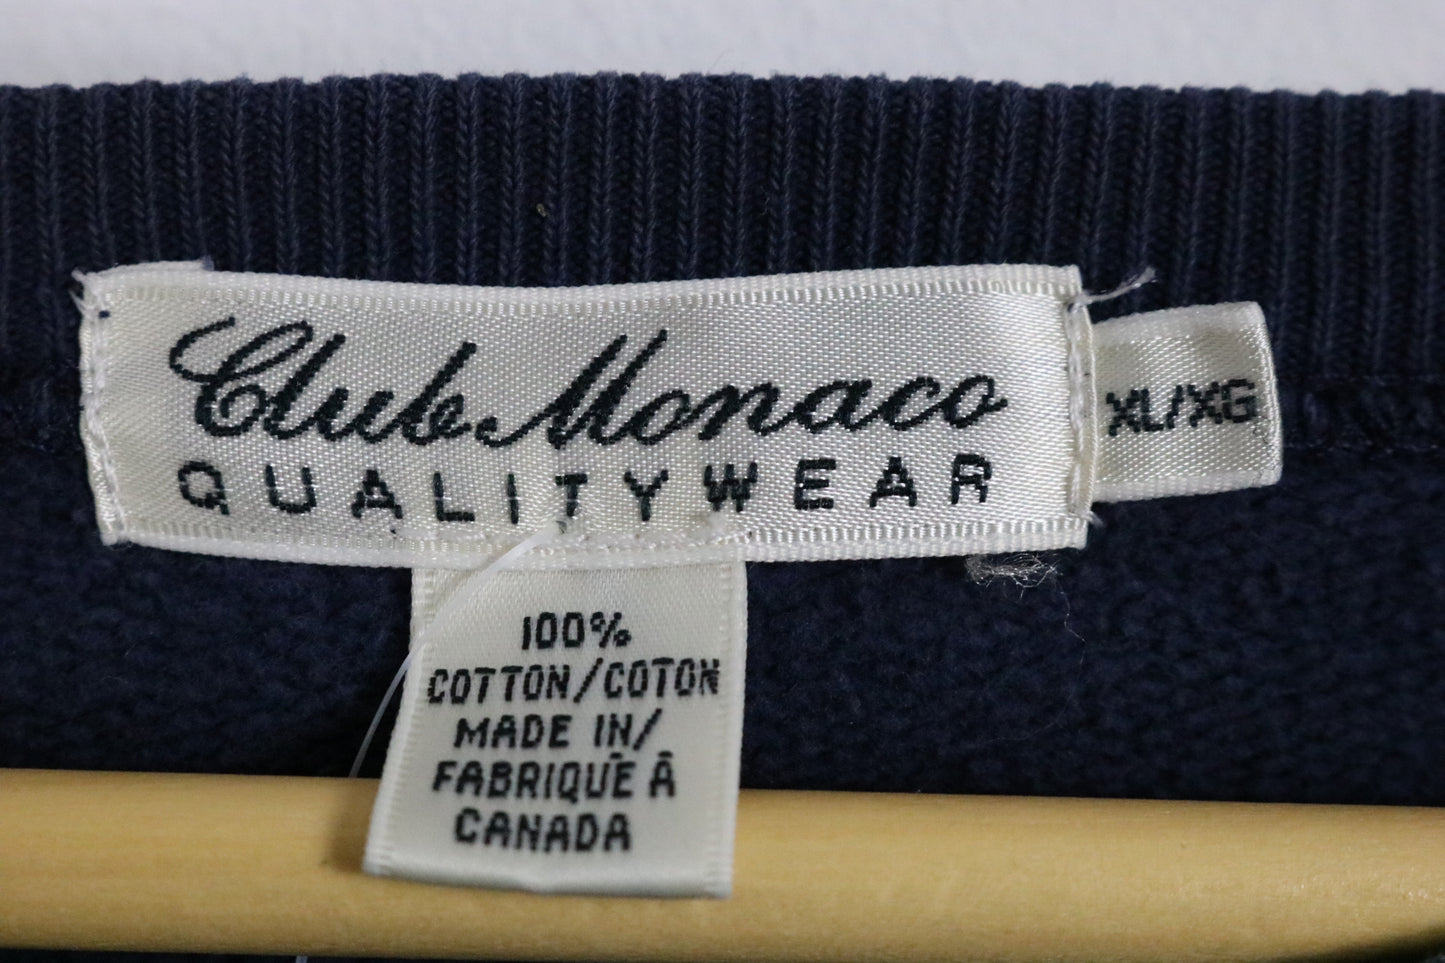 Club Monaco
QUALITYWEAR
XL/XG
100%
COTTON/COTON
MADE IN/
FABRIQUÉ À
CANADA